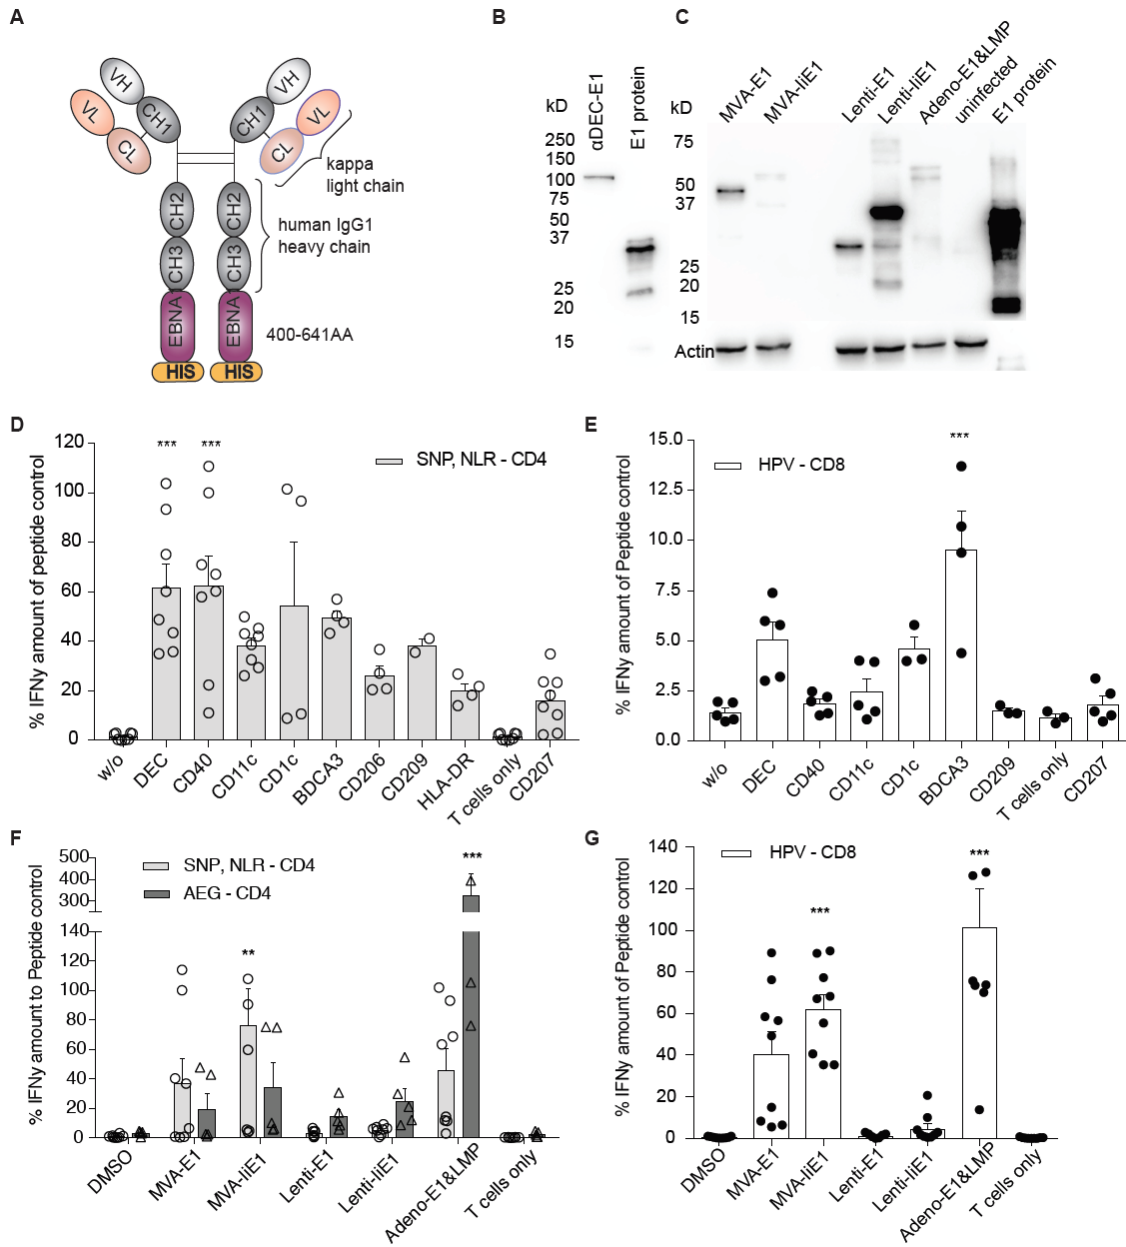 A
VH
VH
VL
CH1
CH1
VL
CL
CL
kappa
light chain
CH2
CH2
human IgG1
heavy chain
CH3
CH3
EBNA
EBNA
400-641AA
HIS
HIS
B
αDEC-E1
E1 protein
kD
250
150
100
75
50
37
25
20
15
C
MVA-E1
MVA-IiE1
Lenti-E1
Lenti-IiE1
Adeno-E1&LMP
uninfected
E1 protein
kD
75
50
37
25
20
15
Actin
D
% IFNy amount of peptide control
120
100
80
60
40
20
0
***
***
SNP, NLR - CD4
w/o
DEC
CD40
CD11c
CD1c
BDCA3
CD206
CD209
HLA-DR
T cells only
CD207
E
% IFNy amount of Peptide control
15.0
12.5
10.0
7.5
5.0
2.5
0.0
***
HPV - CD8
w/o
DEC
CD40
CD11c
CD1c
BDCA3
CD209
T cells only
CD207
F
% IFNy amount to Peptide control
500
400
300
200
140
120
100
80
60
40
20
0
SNP, NLR - CD4
AEG - CD4
**
***
DMSO
MVA-E1
MVA-IiE1
Lenti-E1
Lenti-IiE1
Adeno-E1&LMP
T cells only
G
% IFNy amount of Peptide control
140
120
100
80
60
40
20
0
HPV - CD8
***
***
DMSO
MVA-E1
MVA-IiE1
Lenti-E1
Lenti-IiE1
Adeno-E1&LMP
T cells only